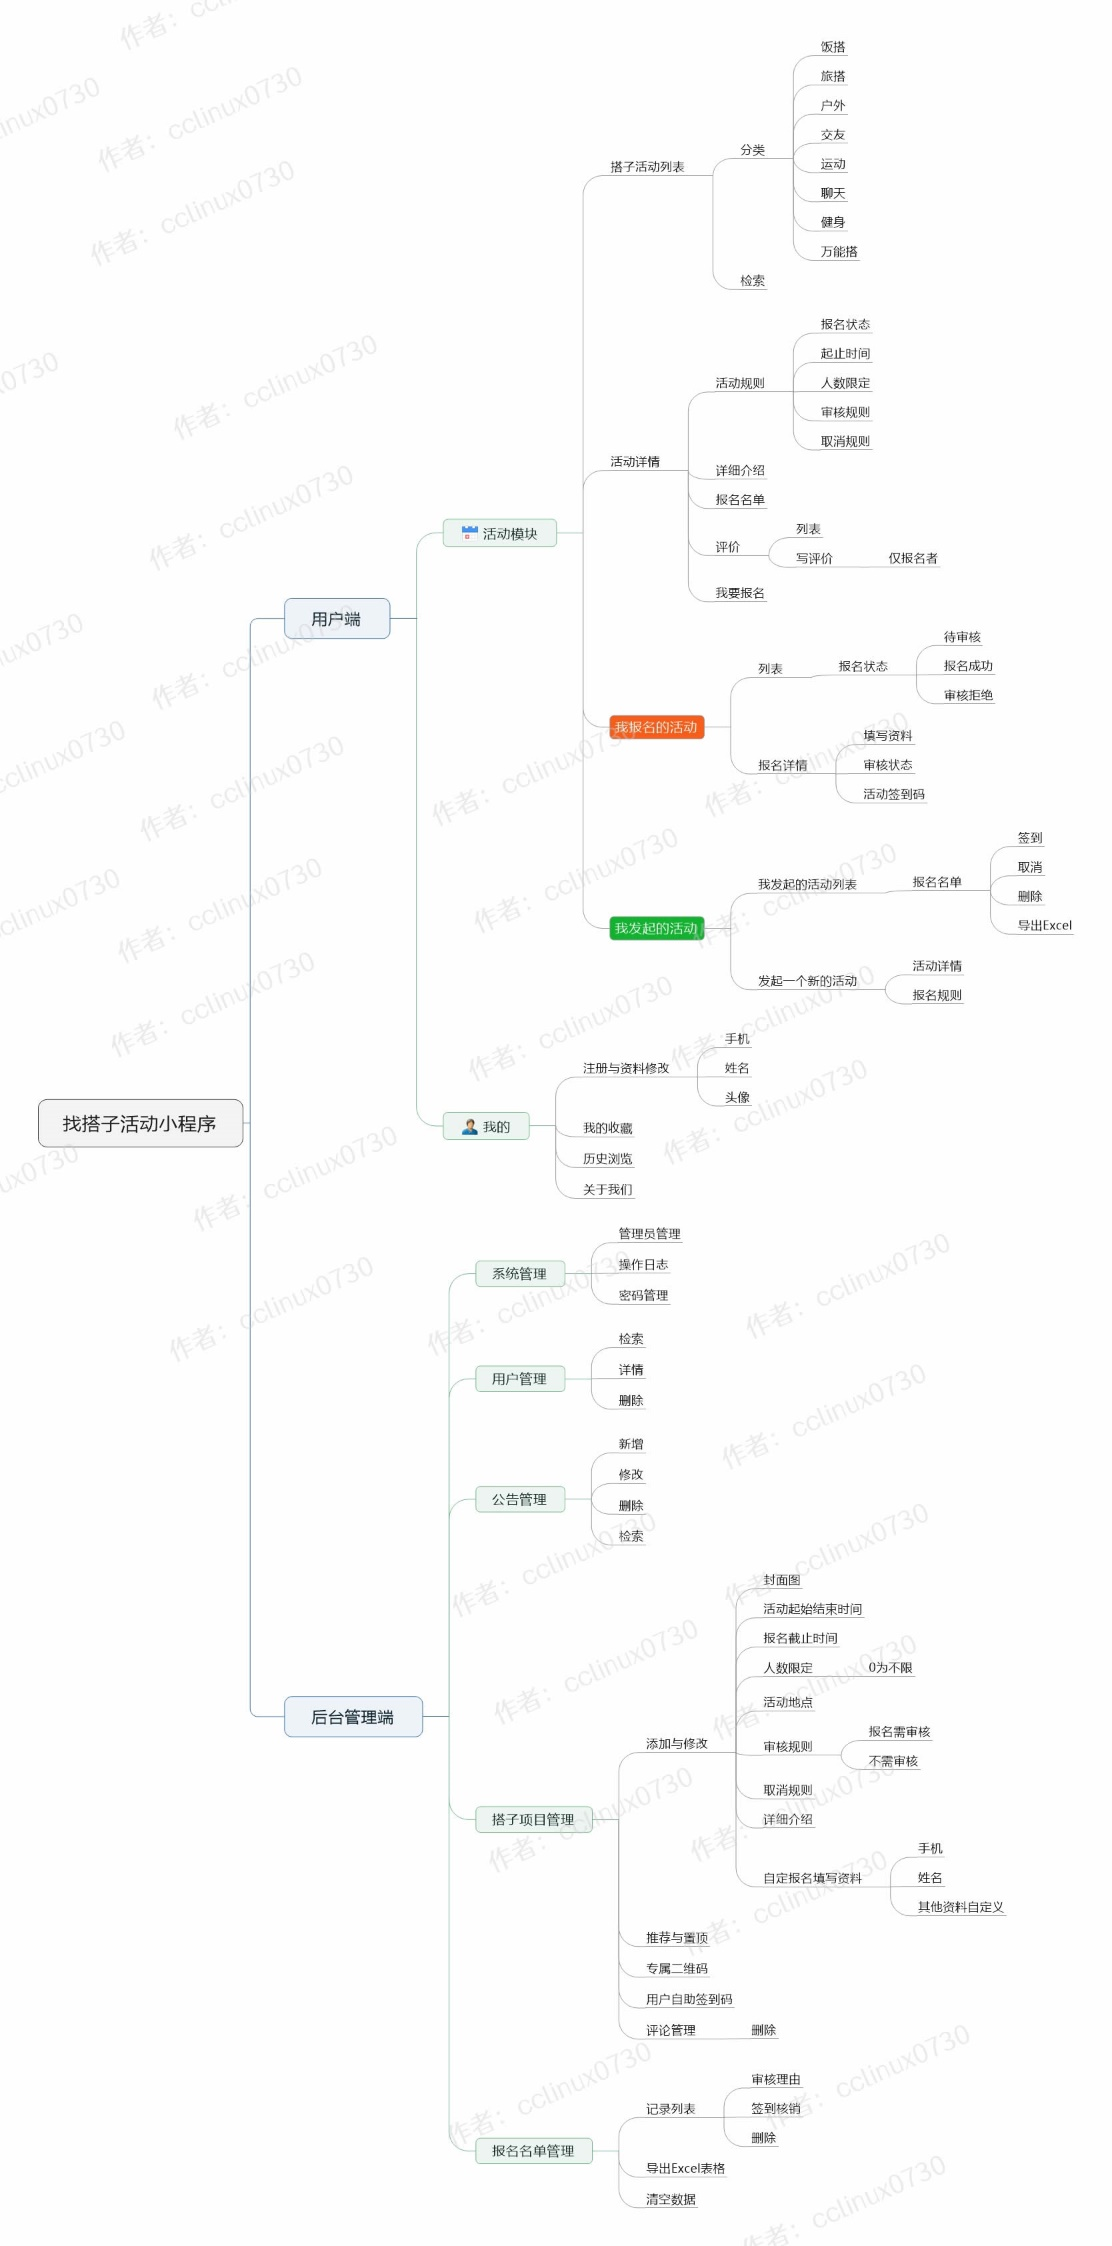 找搭子活动小程序
用户端
活动模块
搭子活动列表
分类
饭搭
旅搭
户外
交友
运动
聊天
健身
万能搭
检索
活动详情
活动规则
报名状态
起止时间
人数限定
审核规则
取消规则
详细介绍
报名名单
评价
列表
写评价
仅报名者
我要报名
我报名的活动
列表
报名状态
待审核
报名成功
审核拒绝
报名详情
填写资料
审核状态
活动签到码
我发起的活动
我发起的活动列表
报名名单
签到
取消
删除
导出Excel
发起一个新的活动
活动详情
报名规则
我的
注册与资料修改
手机
姓名
头像
我的收藏
历史浏览
关于我们
后台管理端
系统管理
管理员管理
操作日志
密码管理
用户管理
检索
详情
删除
公告管理
新增
修改
删除
检索
搭子项目管理
添加与修改
封面图
活动起始结束时间
报名截止时间
人数限定
0为不限
活动地点
审核规则
报名需审核
不需审核
取消规则
详细介绍
自定报名填写资料
手机
姓名
其他资料自定义
推荐与置顶
专属二维码
用户自助签到码
评论管理
删除
报名名单管理
记录列表
审核理由
签到核销
删除
导出Excel表格
清空数据
作者：cclinux0730